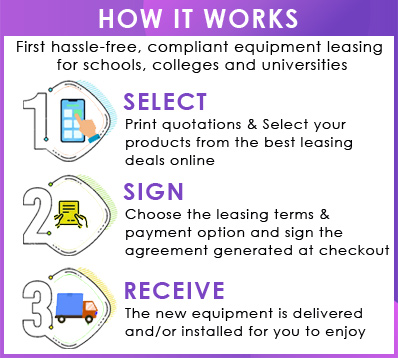 HOW IT WORKS
First hassle-free, compliant equipment leasing
for schools, colleges and universities
1
SELECT
Print quotations & Select your
products from the best leasing
deals online
2
SIGN
Choose the leasing terms &
payment option and sign the
agreement generated at checkout
3
RECEIVE
The new equipment is delivered
and/or installed for you to enjoy